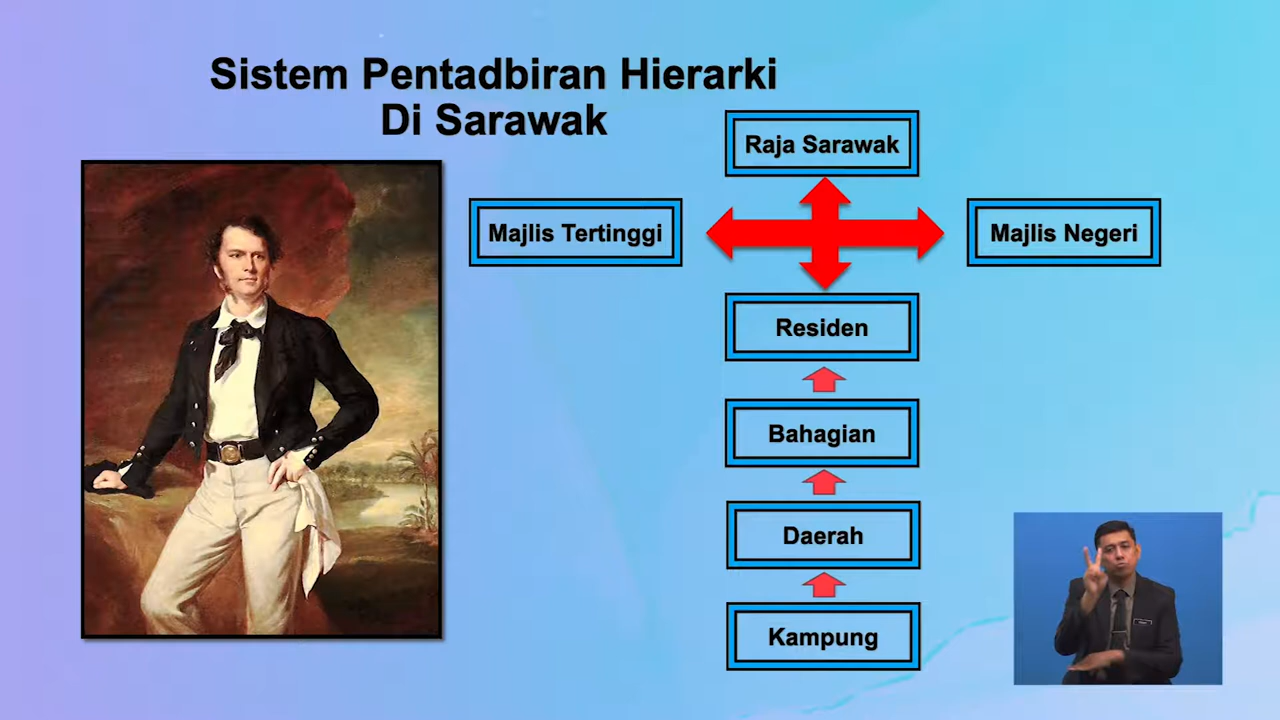 Sistem Pentadbiran Hierarki
Di Sarawak
Raja Sarawak
Majlis Tertinggi
Majlis Negeri
Residen
Bahagian
Daerah
Kampung